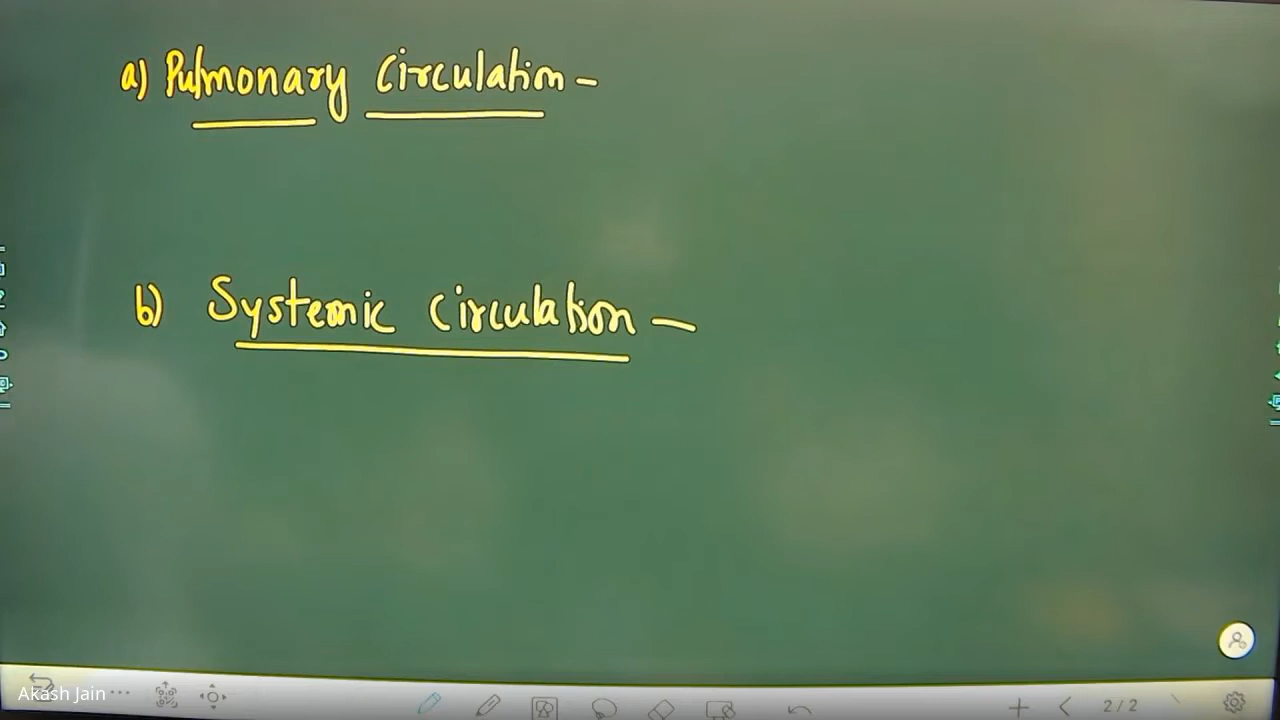 a) Pulmonary Circulation -
b) Systemic Circulation -
Akash Jain
2/2